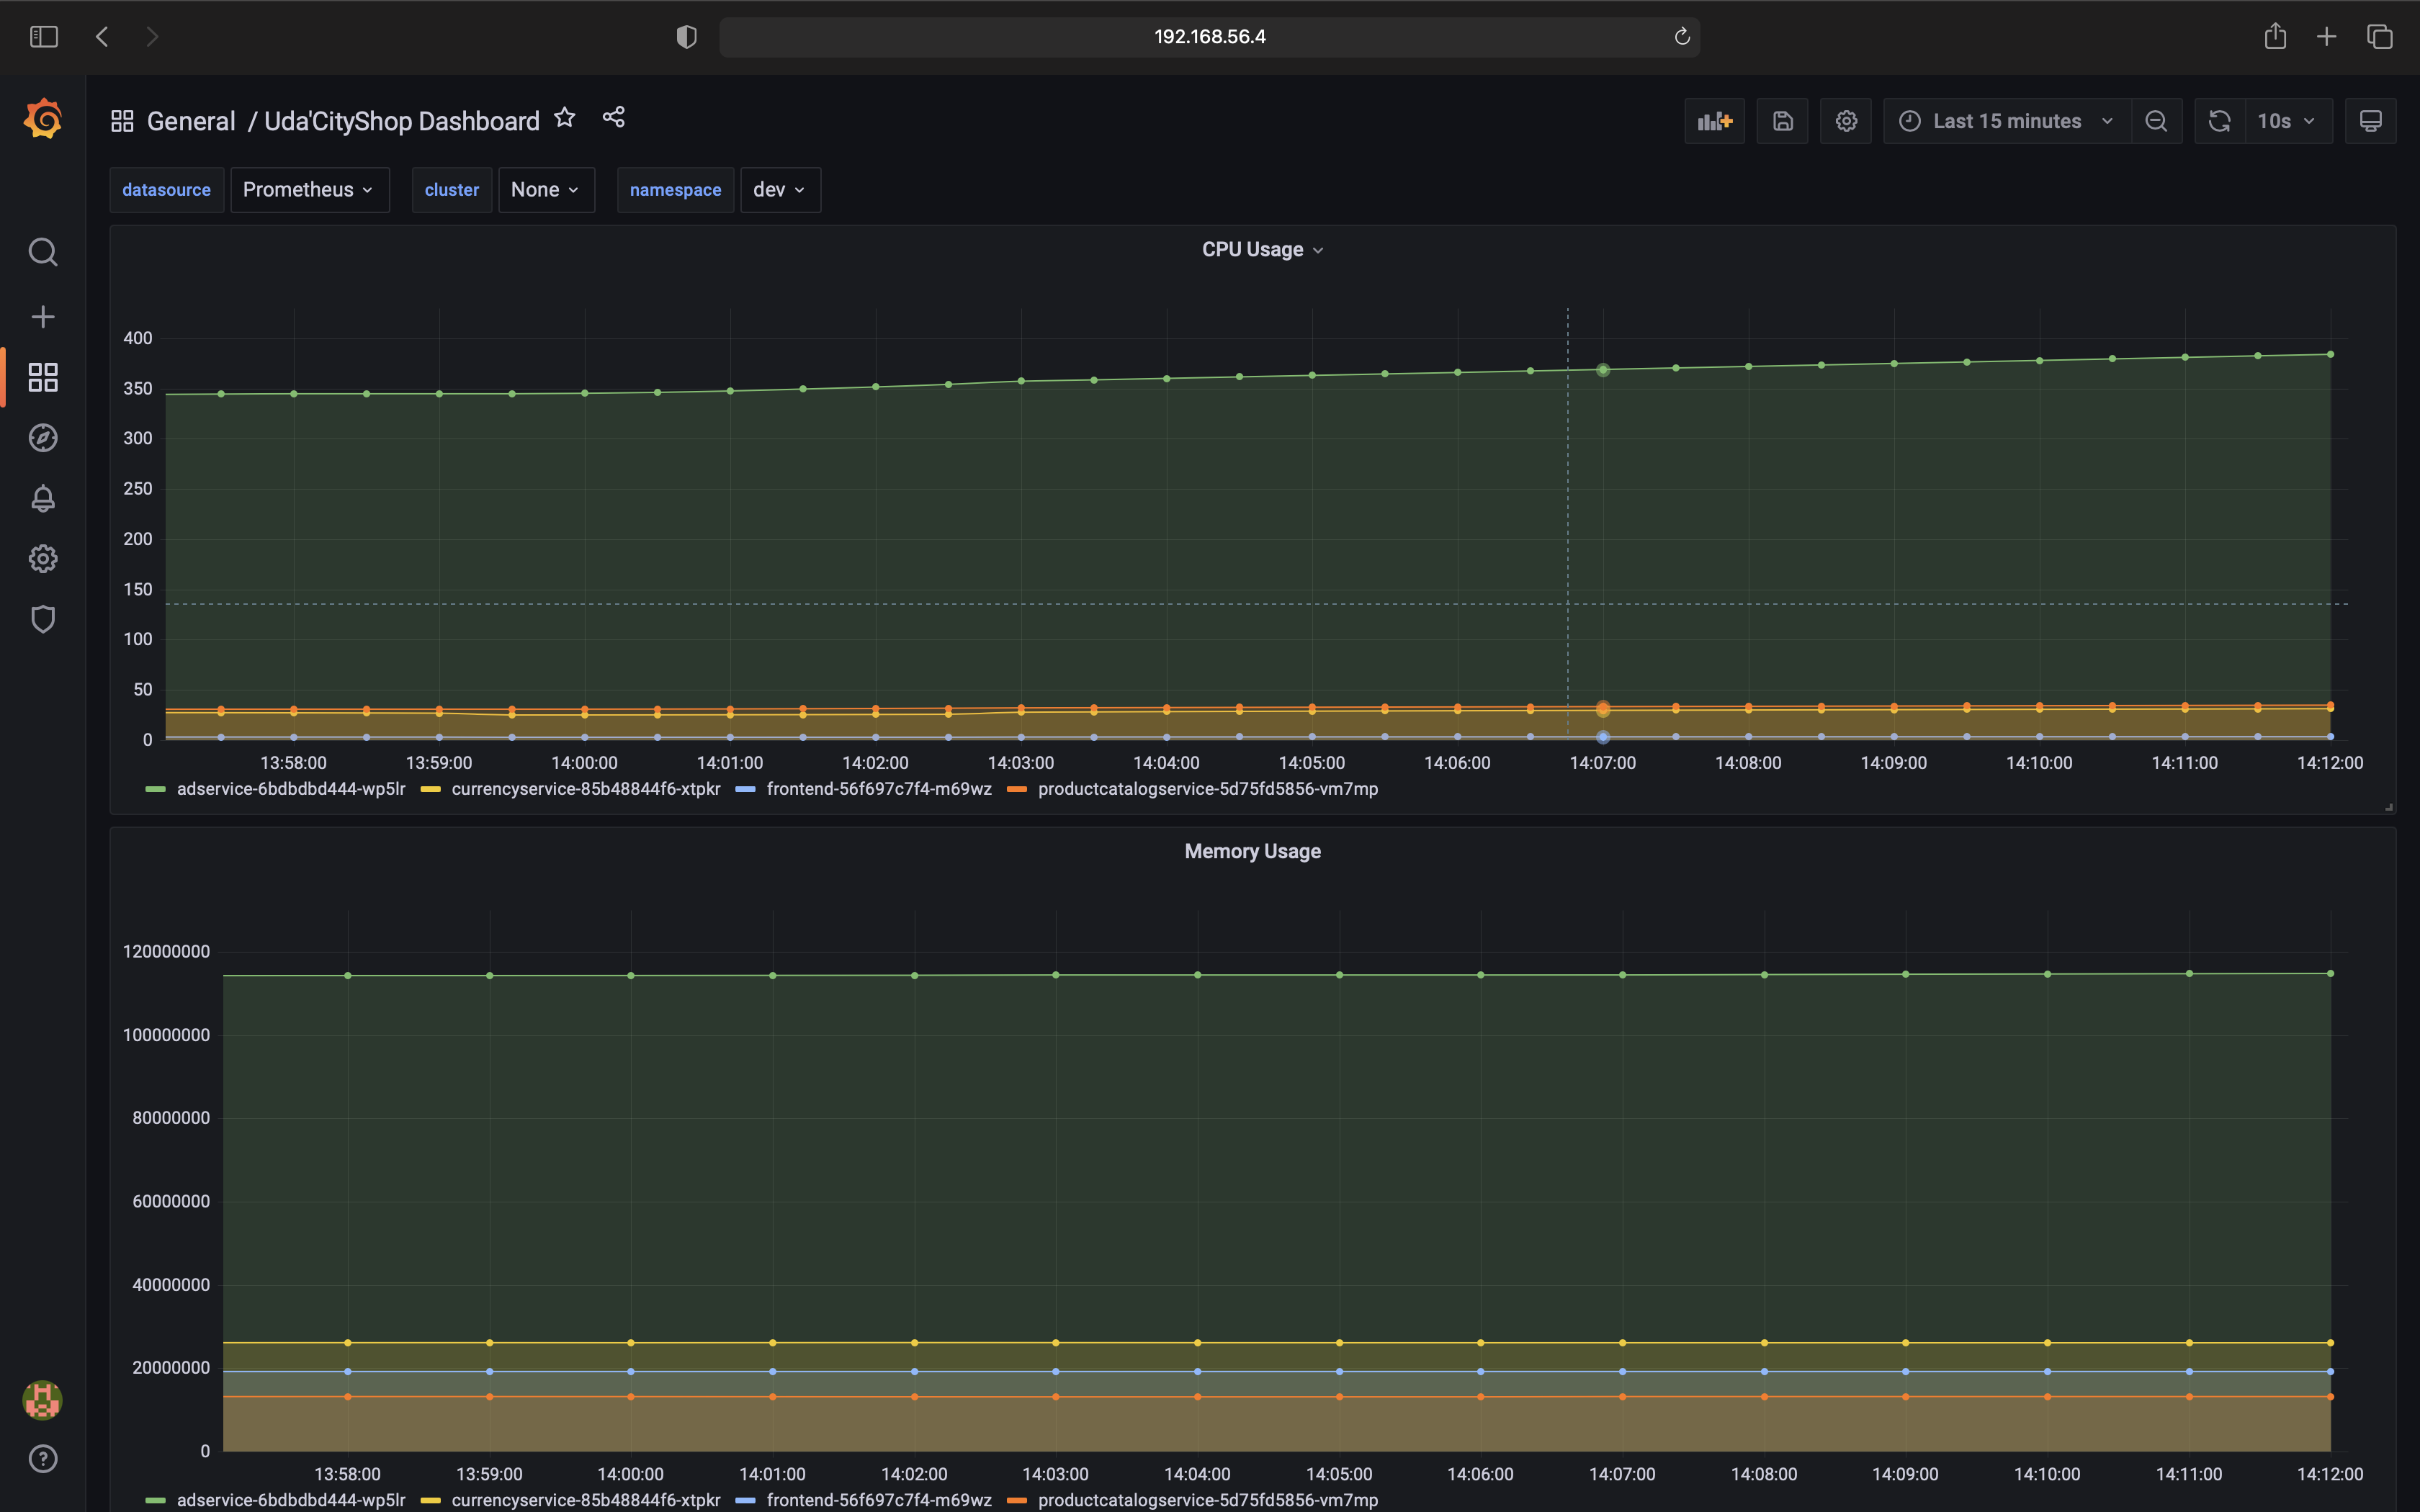 192.168.56.4
General / Uda'CityShop Dashboard
Last 15 minutes
10s
datasource Prometheus cluster None namespace dev
CPU Usage
400
350
300
250
200
150
100
50
0
13:58:00 13:59:00 14:00:00 14:01:00 14:02:00 14:03:00 14:04:00 14:05:00 14:06:00 14:07:00 14:08:00 14:09:00 14:10:00 14:11:00 14:12:00
adservice-6bdbdbd444-wp5lr currencyservice-85b48844f6-xtpkr frontend-56f697c7f4-m69wz productcatalogservice-5d75fd5856-vm7mp
Memory Usage
120000000
100000000
80000000
60000000
40000000
20000000
0
13:58:00 13:59:00 14:00:00 14:01:00 14:02:00 14:03:00 14:04:00 14:05:00 14:06:00 14:07:00 14:08:00 14:09:00 14:10:00 14:11:00 14:12:00
adservice-6bdbdbd444-wp5lr currencyservice-85b48844f6-xtpkr frontend-56f697c7f4-m69wz productcatalogservice-5d75fd5856-vm7mp